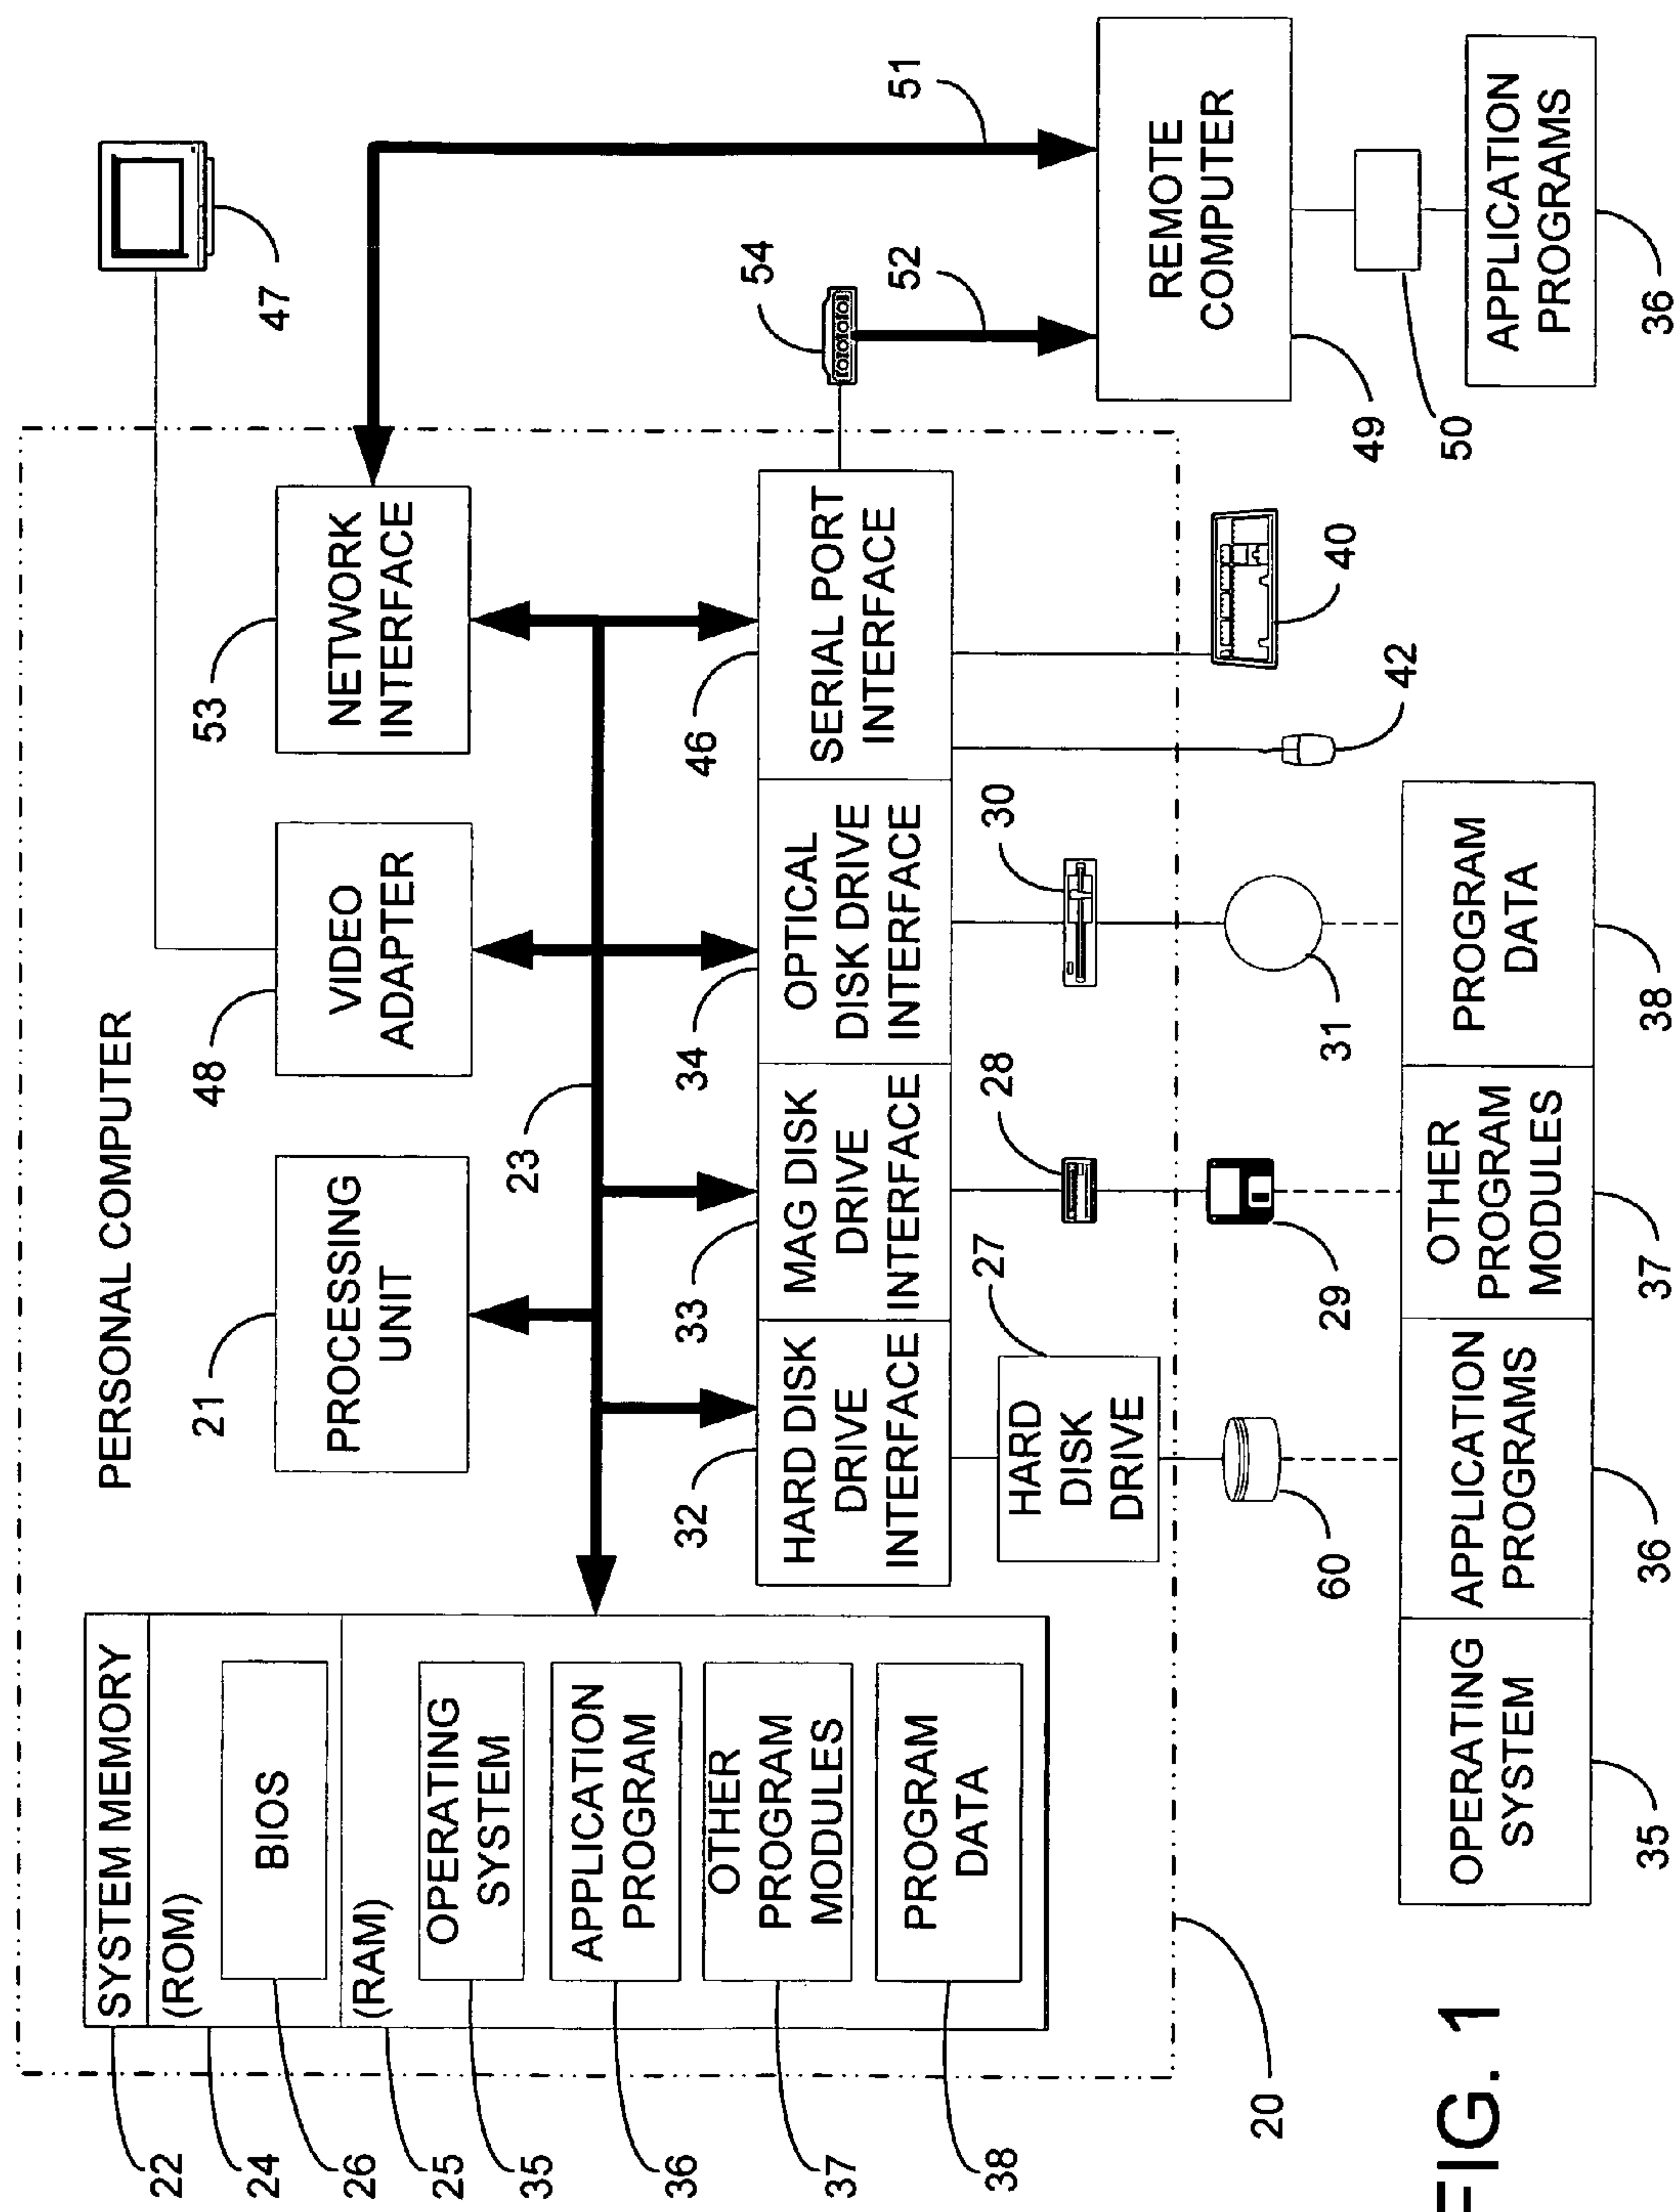 PERSONAL COMPUTER
22
SYSTEM MEMORY
24
(ROM)
26
BIOS
25
(RAM)
35
OPERATING
SYSTEM
36
APPLICATION
PROGRAM
37
OTHER
PROGRAM
MODULES
38
PROGRAM
DATA
21
PROCESSING
UNIT
48
VIDEO
ADAPTER
53
NETWORK
INTERFACE
47
23
32
HARD DISK
DRIVE
INTERFACE
33
MAG DISK
DRIVE
INTERFACE
34
OPTICAL
DISK DRIVE
INTERFACE
46
SERIAL PORT
INTERFACE
54
52
51
27
HARD
DISK
DRIVE
28
30
20
60
29
31
42
40
REMOTE
COMPUTER
49
50
APPLICATION
PROGRAMS
36
OPERATING
SYSTEM
35
APPLICATION
PROGRAMS
36
OTHER
PROGRAM
MODULES
37
PROGRAM
DATA
38
FIG. 1